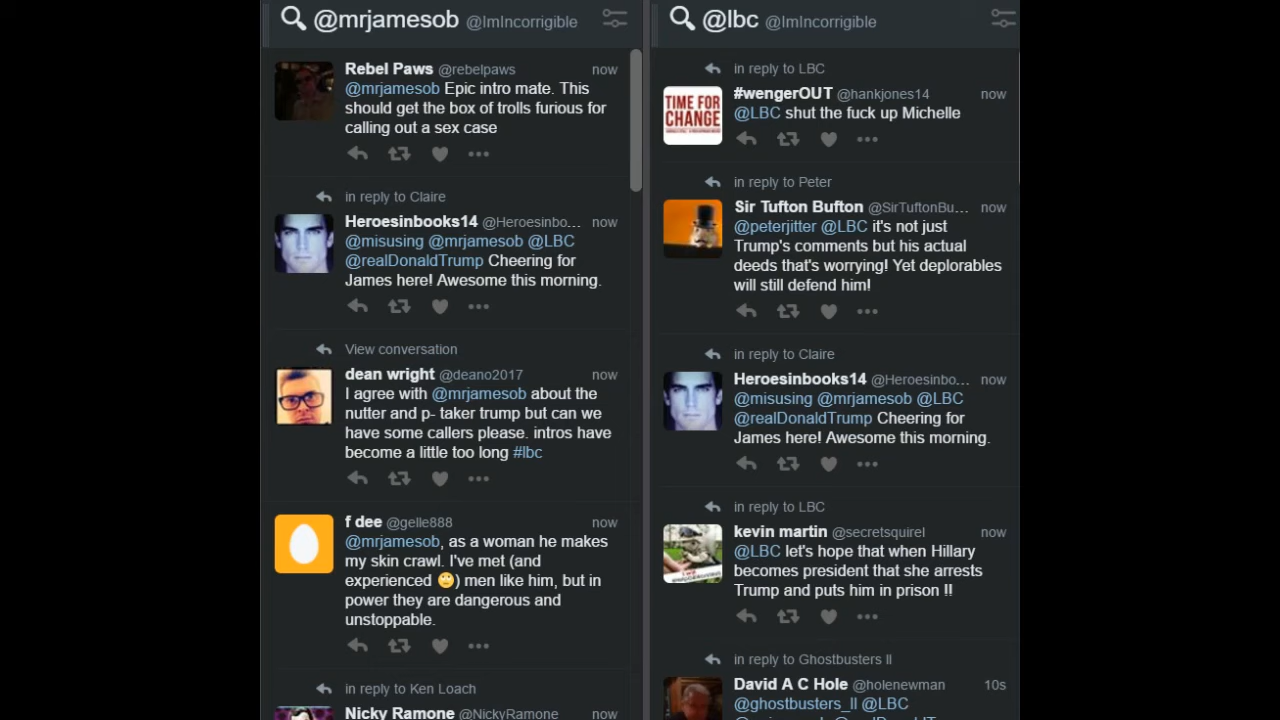 @mrjamesob @ImIncorrigible
Rebel Paws @rebelpaws now
@mrjamesob Epic intro mate. This
should get the box of trolls furious for
calling out a sex case
in reply to Claire
Heroesinbooks14 @Heroesinbo... now
@misusing @mrjamesob @LBC
@realDonaldTrump Cheering for
James here! Awesome this morning.
View conversation
dean wright @deano2017 now
I agree with @mrjamesob about the
nutter and p- taker trump but can we
have some callers please. intros have
become a little too long #lbc
f dee @gelle888 now
@mrjamesob, as a woman he makes
my skin crawl. I've met (and
experienced 🙄) men like him, but in
power they are dangerous and
unstoppable.
in reply to Ken Loach
Nicky Ramone @NickyRamone now
@lbc @ImIncorrigible
in reply to LBC
#wengerOUT @hankjones14 now
TIME FOR
CHANGE
@LBC shut the fuck up Michelle
in reply to Peter
Sir Tufton Bufton @SirTuftonBu... now
@peterjitter @LBC it's not just
Trump's comments but his actual
deeds that's worrying! Yet deplorables
will still defend him!
in reply to Claire
Heroesinbooks14 @Heroesinbo... now
@misusing @mrjamesob @LBC
@realDonaldTrump Cheering for
James here! Awesome this morning.
in reply to LBC
kevin martin @secretsquirel now
@LBC let's hope that when Hillary
becomes president that she arrests
Trump and puts him in prison !!
in reply to Ghostbusters ll
David A C Hole @holenewman 10s
@ghostbusters_ll @LBC